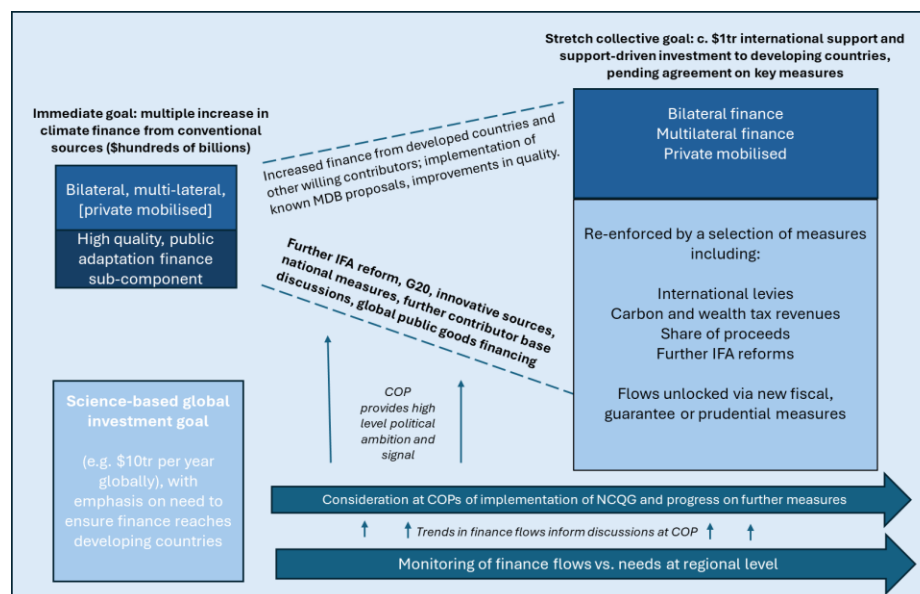 Stretch collective goal: c. $1tr international support and
support-driven investment to developing countries,
pending agreement on key measures
Immediate goal: multiple increase in
climate finance from conventional
sources ($hundreds of billions)
Bilateral, multi-lateral,
[private mobilised]
High quality, public
adaptation finance
sub-component
Increased finance from developed countries and
other willing contributors; implementation of
known MDB proposals, improvements in quality.
Bilateral finance
Multilateral finance
Private mobilised
Further IFA reform, G20, innovative sources,
national measures, further contributor base
discussions, global public goods financing
Re-enforced by a selection of measures
including:
International levies
Carbon and wealth tax revenues
Share of proceeds
Further IFA reforms
Flows unlocked via new fiscal,
guarantee or prudential measures
COP
provides high
level political
ambition and
signal
Science-based global
investment goal
(e.g. $10tr per year
globally), with
emphasis on need to
ensure finance reaches
developing countries
Consideration at COPs of implementation of NCQG and progress on further measures
Trends in finance flows inform discussions at COP
Monitoring of finance flows vs. needs at regional level